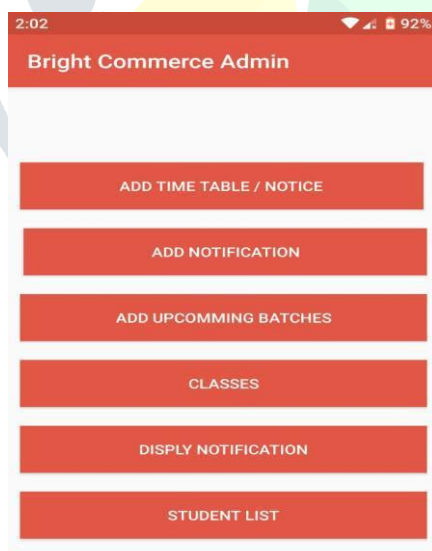 2:02 92%
Bright Commerce Admin
ADD TIME TABLE / NOTICE
ADD NOTIFICATION
ADD UPCOMMING BATCHES
CLASSES
DISPLY NOTIFICATION
STUDENT LIST